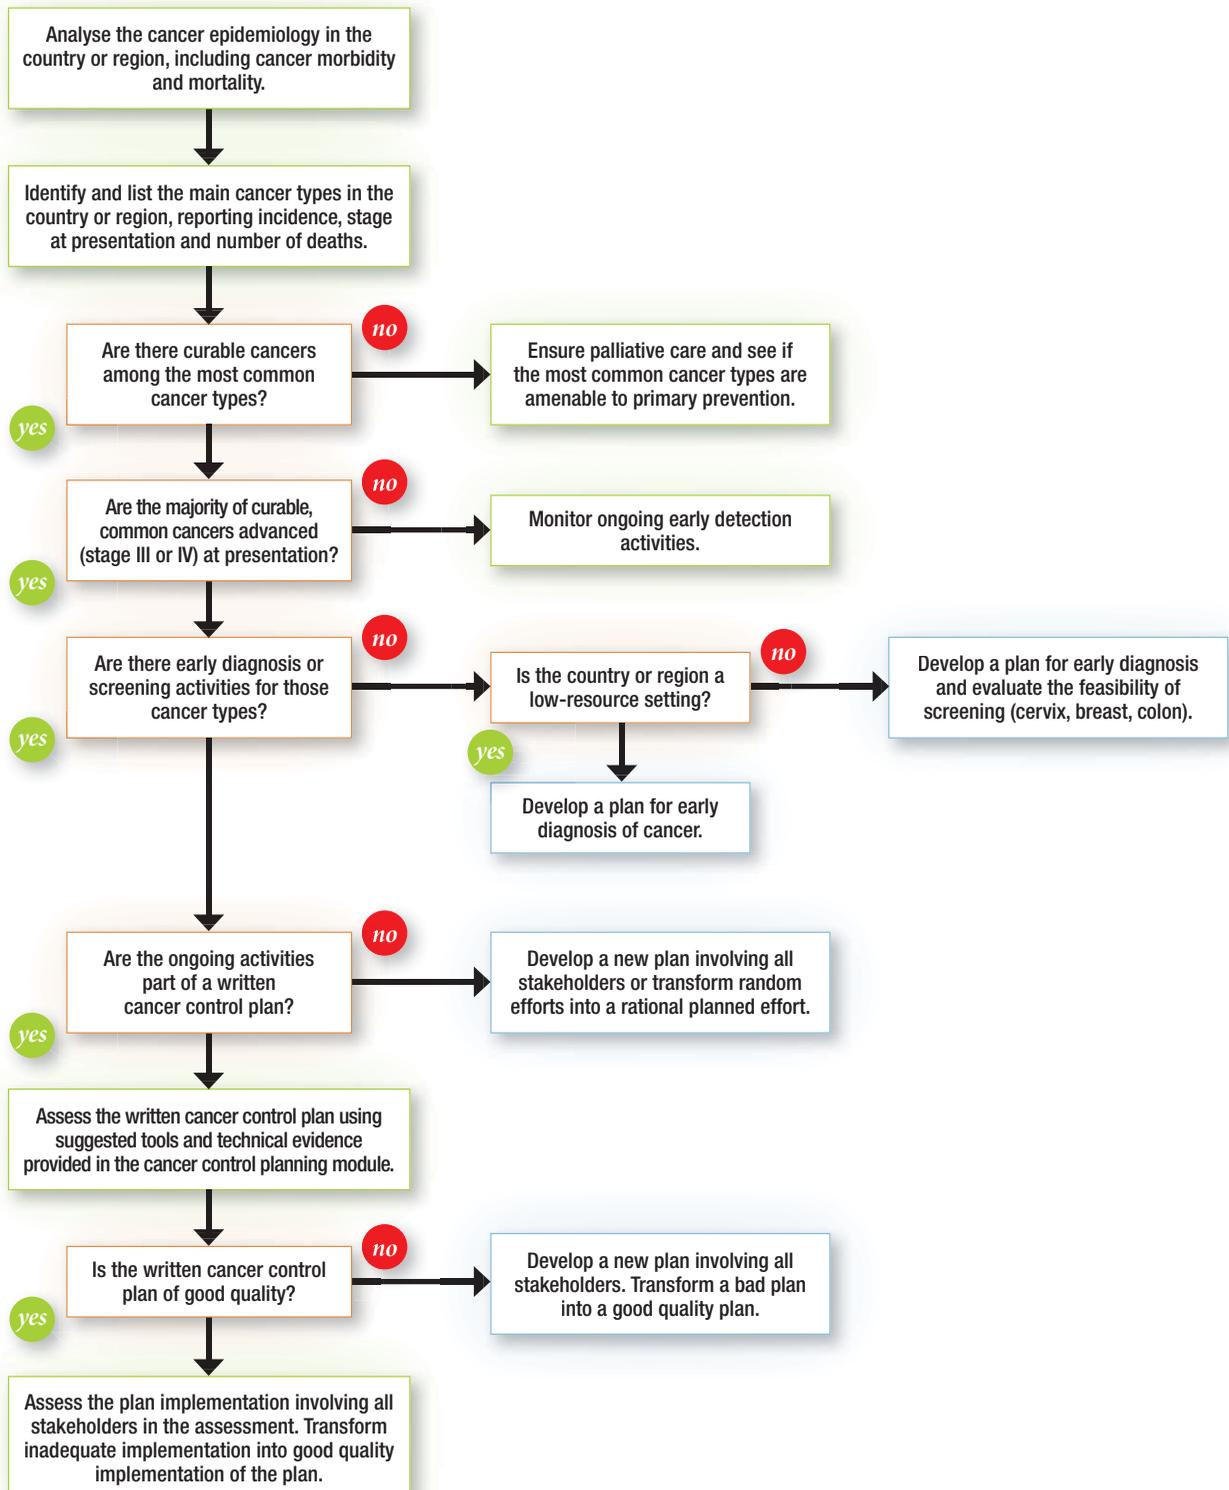 Analyse the cancer epidemiology in the
country or region, including cancer morbidity
and mortality.
Identify and list the main cancer types in the
country or region, reporting incidence, stage
at presentation and number of deaths.
Are there curable cancers
among the most common
cancer types?
no
Ensure palliative care and see if
the most common cancer types are
amenable to primary prevention.
yes
Are the majority of curable,
common cancers advanced
(stage III or IV) at presentation?
no
Monitor ongoing early detection
activities.
yes
Are there early diagnosis or
screening activities for those
cancer types?
no
Is the country or region a
low-resource setting?
no
Develop a plan for early diagnosis
and evaluate the feasibility of
screening (cervix, breast, colon).
yes
yes
Develop a plan for early
diagnosis of cancer.
Are the ongoing activities
part of a written
cancer control plan?
no
Develop a new plan involving all
stakeholders or transform random
efforts into a rational planned effort.
yes
Assess the written cancer control plan using
suggested tools and technical evidence
provided in the cancer control planning module.
Is the written cancer control
plan of good quality?
no
Develop a new plan involving all
stakeholders. Transform a bad plan
into a good quality plan.
yes
Assess the plan implementation involving all
stakeholders in the assessment. Transform
inadequate implementation into good quality
implementation of the plan.